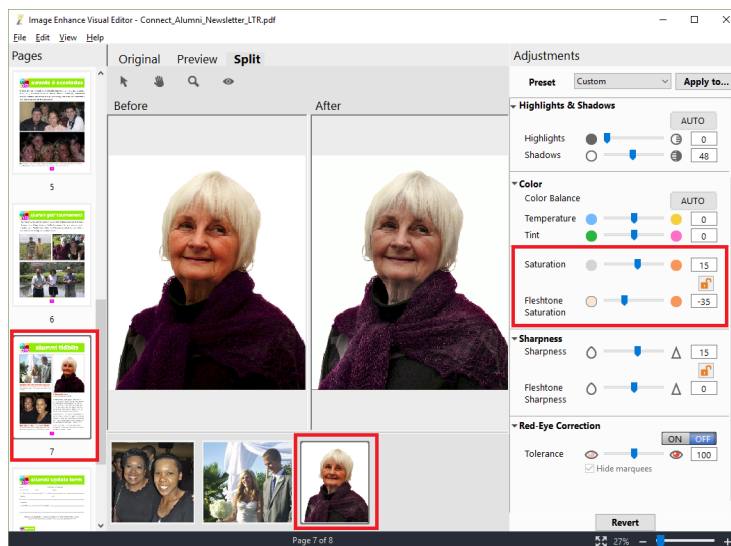 Image Enhance Visual Editor - Connect_Alumni_Newsletter_LTR.pdf
File Edit View Help
Pages
awards & accolades
5
alumni golf tournament
6
alumni tidbits
7
alumni update form
Original Preview Split
Before After
Adjustments
Preset Custom Apply to...
Highlights & Shadows
AUTO
Highlights 0
Shadows 48
Color
Color Balance AUTO
Temperature 0
Tint 0
Saturation 15
Fleshtone
Saturation -35
Sharpness
Sharpness 15
Fleshtone
Sharpness 0
Red-Eye Correction
ON OFF
Tolerance 100
Hide marquees
Revert
Page 7 of 8
27%